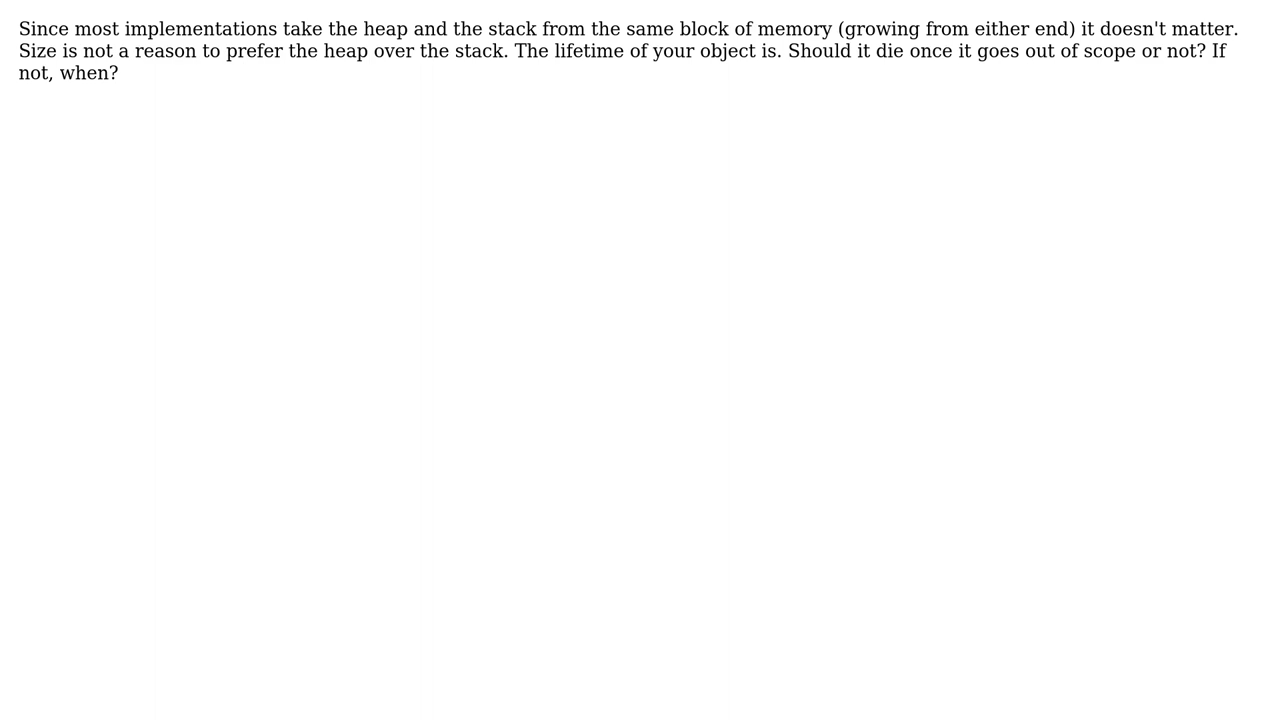 Since most implementations take the heap and the stack from the same block of memory (growing from either end) it doesn't matter.
Size is not a reason to prefer the heap over the stack. The lifetime of your object is. Should it die once it goes out of scope or not? If
not, when?